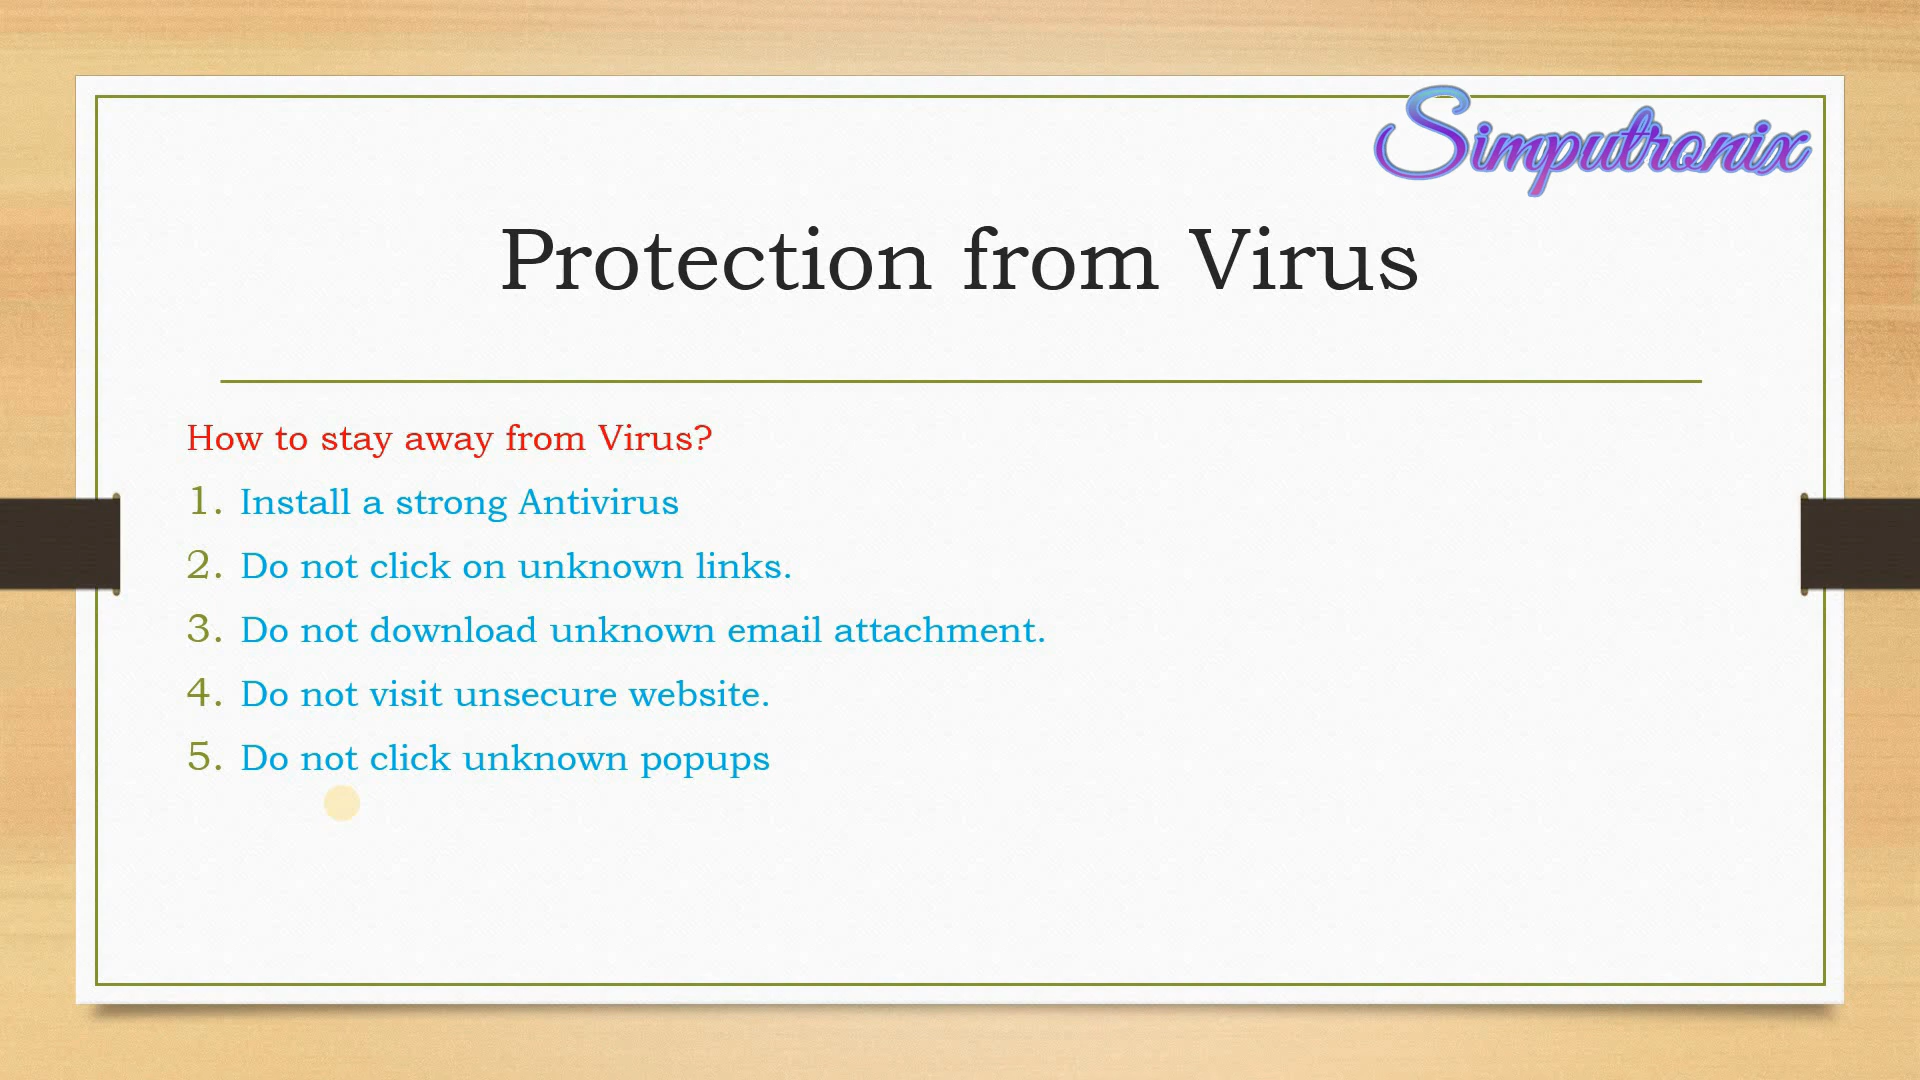 Simputronix
Protection from Virus
How to stay away from Virus?
1. Install a strong Antivirus
2. Do not click on unknown links.
3. Do not download unknown email attachment.
4. Do not visit unsecure website.
5. Do not click unknown popups